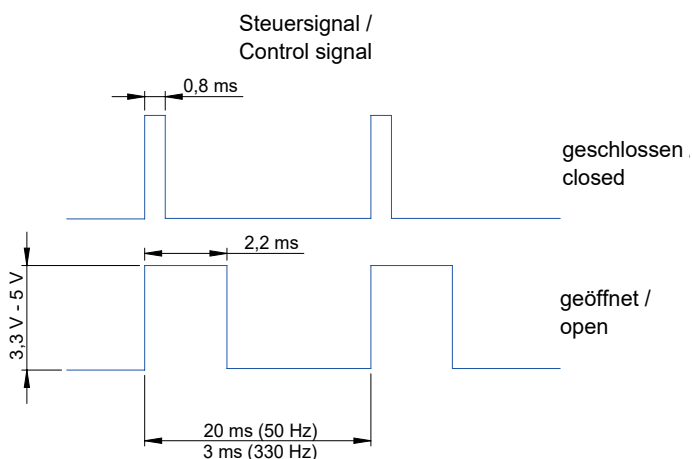 Steuersignal /
Control signal
0,8 ms
geschlossen /
closed
2,2 ms
3,3 V - 5 V
geöffnet /
open
20 ms (50 Hz)
3 ms (330 Hz)